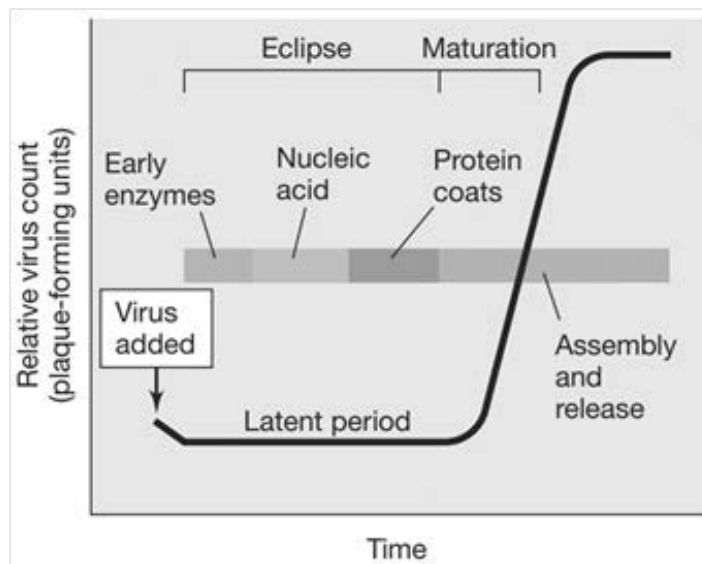 Eclipse
Maturation
Early
enzymes
Nucleic
acid
Protein
coats
Relative virus count
(plaque-forming units)
Virus
added
Assembly
and
release
Latent period
Time